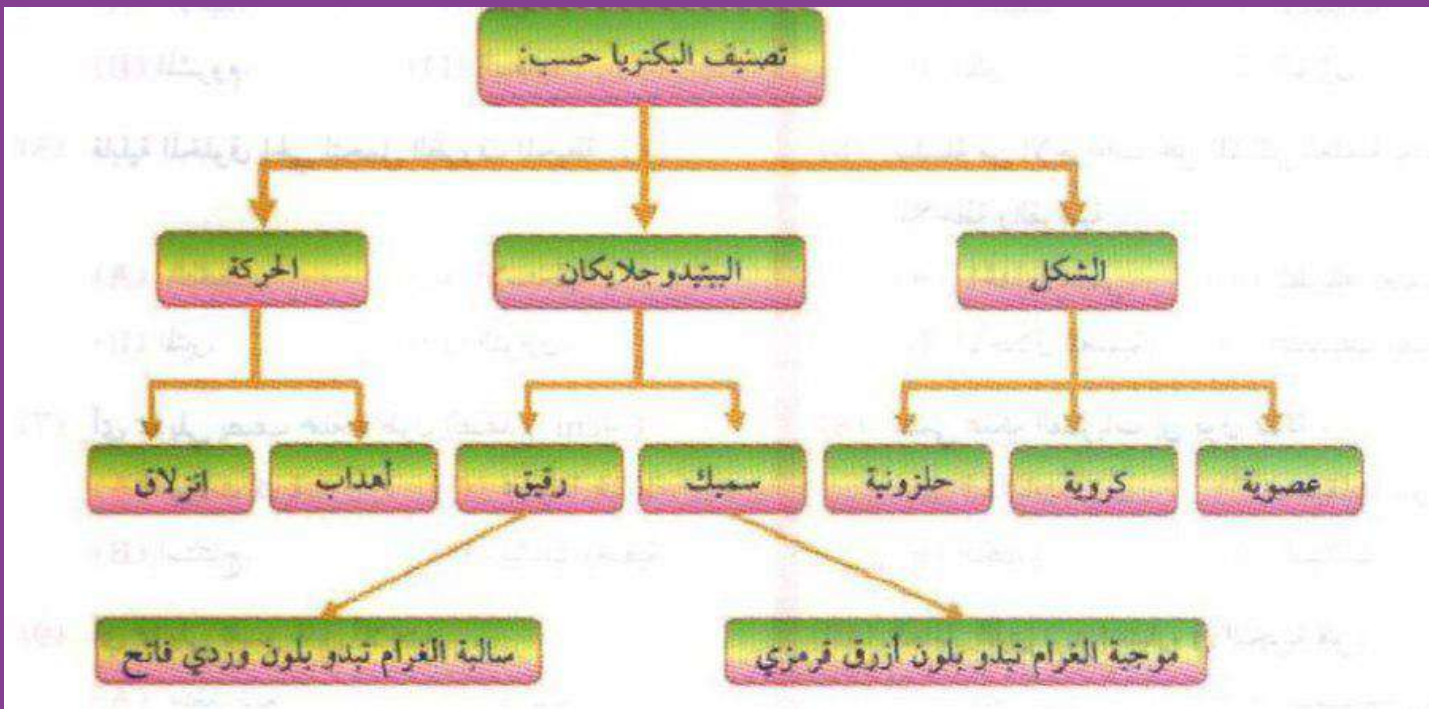 تصنيف البكتريا حسب:
الشكل
الببتيدوجلايكان
الحركة
عصوية
كروية
حلزونية
سميك
رقيق
أهداب
انزلاق
موجبة الغرام تبدو بلون أزرق قرمزي
سالبة الغرام تبدو بلون وردي فاتح